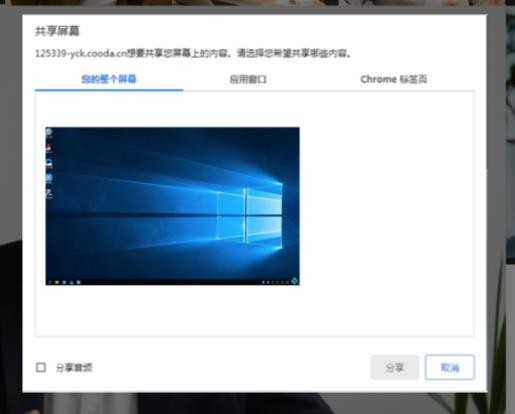 共享屏幕
125339-yck.cooda.cn想要共享您屏幕上的内容。请选择您希望共享哪些内容。
您的整个屏幕 应用窗口 Chrome 标签页
分享音频 分享 取消